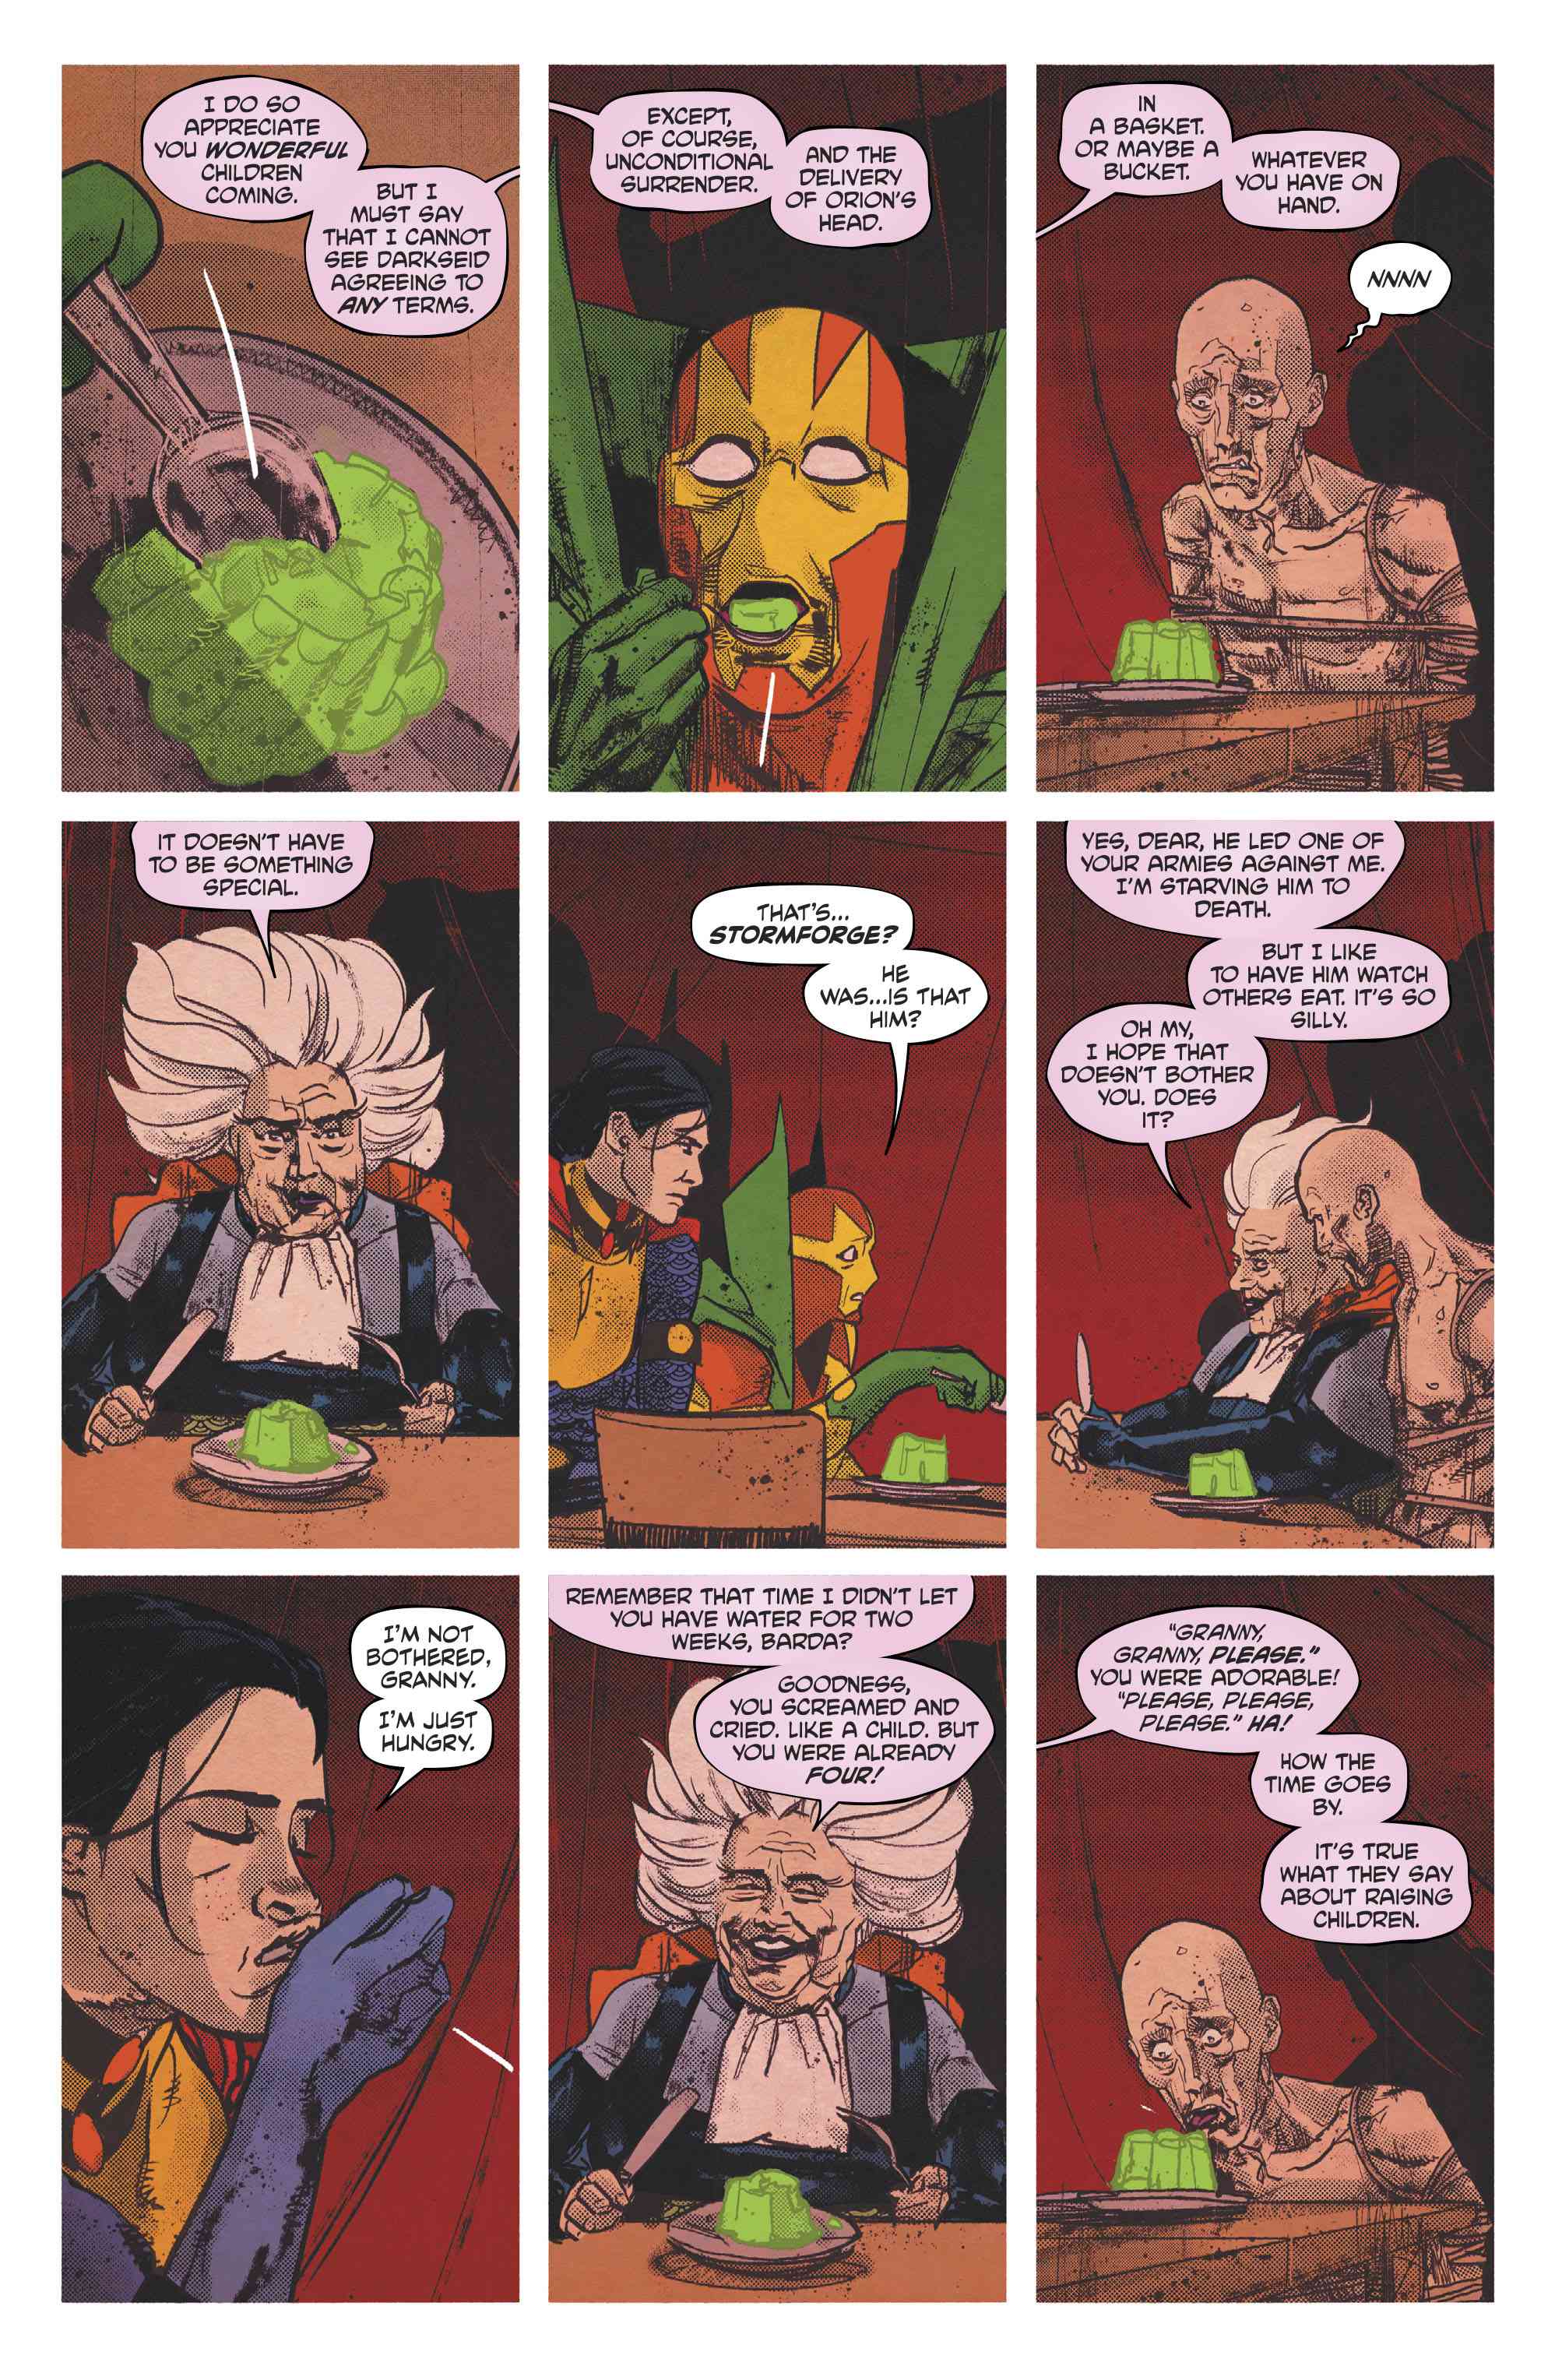 I DO SO
APPRECIATE
YOU WONDERFUL
CHILDREN
COMING.
BUT I
MUST SAY
THAT I CANNOT
SEE DARKSEID
AGREEING TO
ANY TERMS.
EXCEPT,
OF COURSE,
UNCONDITIONAL
SURRENDER.
AND THE
DELIVERY
OF ORION'S
HEAD.
IN
A BASKET.
OR MAYBE A
BUCKET.
WHATEVER
YOU HAVE ON
HAND.
NNNN
IT DOESN'T HAVE
TO BE SOMETHING
SPECIAL.
THAT'S...
STORMFORGE?
HE
WAS...IS THAT
HIM?
YES, DEAR, HE LED ONE OF
YOUR ARMIES AGAINST ME.
I'M STARVING HIM TO
DEATH.
BUT I LIKE
TO HAVE HIM WATCH
OTHERS EAT. IT'S SO
SILLY.
OH MY,
I HOPE THAT
DOESN'T BOTHER
YOU. DOES
IT?
I'M NOT
BOTHERED,
GRANNY.
I'M JUST
HUNGRY.
REMEMBER THAT TIME I DIDN'T LET
YOU HAVE WATER FOR TWO
WEEKS, BARDA?
GOODNESS,
YOU SCREAMED AND
CRIED. LIKE A CHILD. BUT
YOU WERE ALREADY
FOUR!
"GRANNY,
GRANNY, PLEASE."
YOU WERE ADORABLE!
"PLEASE, PLEASE,
PLEASE." HA!
HOW THE
TIME GOES
BY.
IT'S TRUE
WHAT THEY SAY
ABOUT RAISING
CHILDREN.